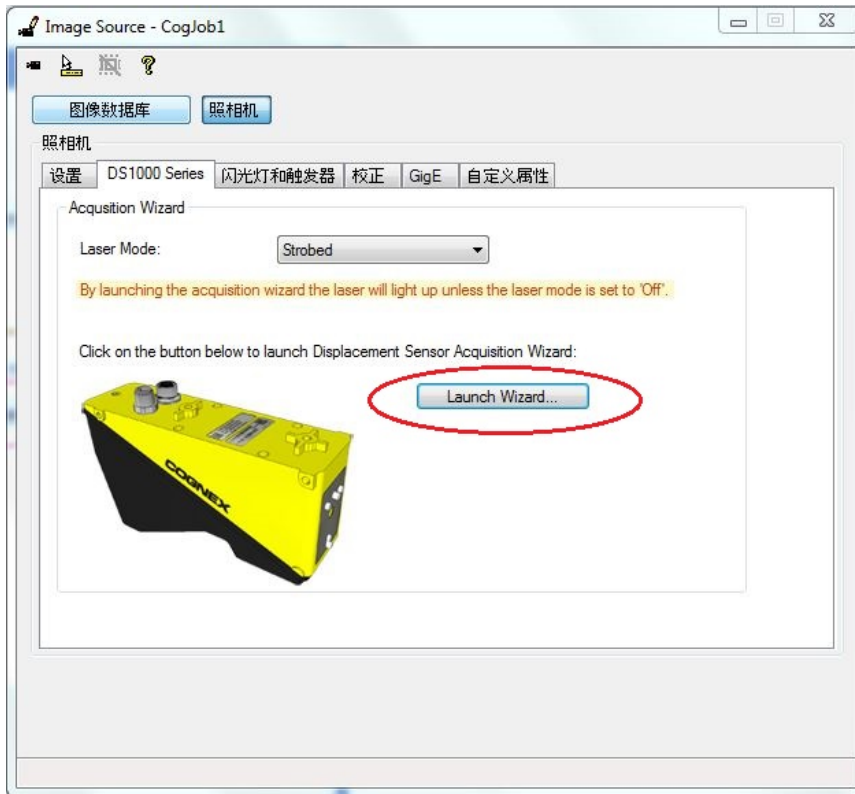 Image Source - CogJob1
图像数据库 照相机
照相机
设置 DS1000 Series 闪光灯和触发器 校正 GigE 自定义属性
Acqusition Wizard
Laser Mode: Strobed
By launching the acquisition wizard the laser will light up unless the laser mode is set to 'Off'.
Click on the button below to launch Displacement Sensor Acquisition Wizard:
Launch Wizard...
COGNEX